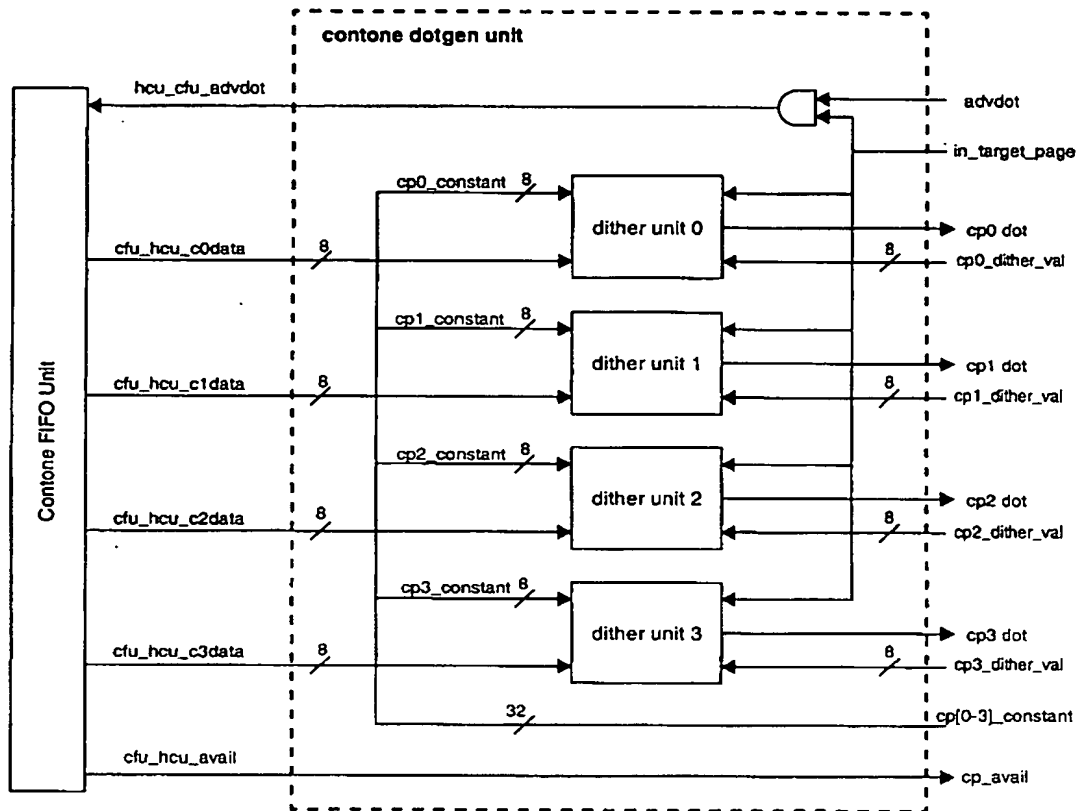 contone dotgen unit
hcu_cfu_advdot
advdot
in_target_page
cp0_constant 8
dither unit 0
cp0 dot
cfu_hcu_c0data 8
8 cp0_dither_val
cp1_constant 8
dither unit 1
cp1 dot
cfu_hcu_c1data 8
8 cp1_dither_val
Contone FIFO Unit
cp2_constant 8
dither unit 2
cp2 dot
cfu_hcu_c2data 8
8 cp2_dither_val
cp3_constant 8
dither unit 3
cp3 dot
cfu_hcu_c3data 8
8 cp3_dither_val
32
cp[0-3]_constant
cfu_hcu_avail
cp_avail